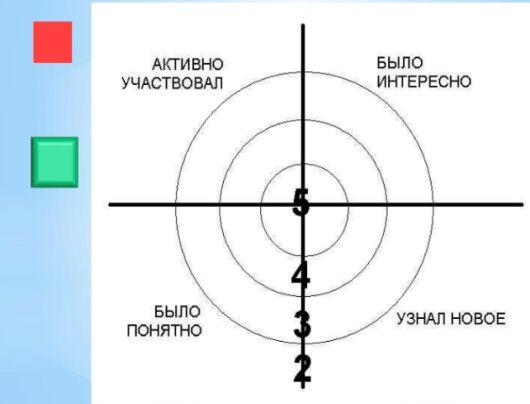 АКТИВНО
УЧАСТВОВАЛ
БЫЛО
ИНТЕРЕСНО
5
4
БЫЛО
ПОНЯТНО
3
УЗНАЛ НОВОЕ
2